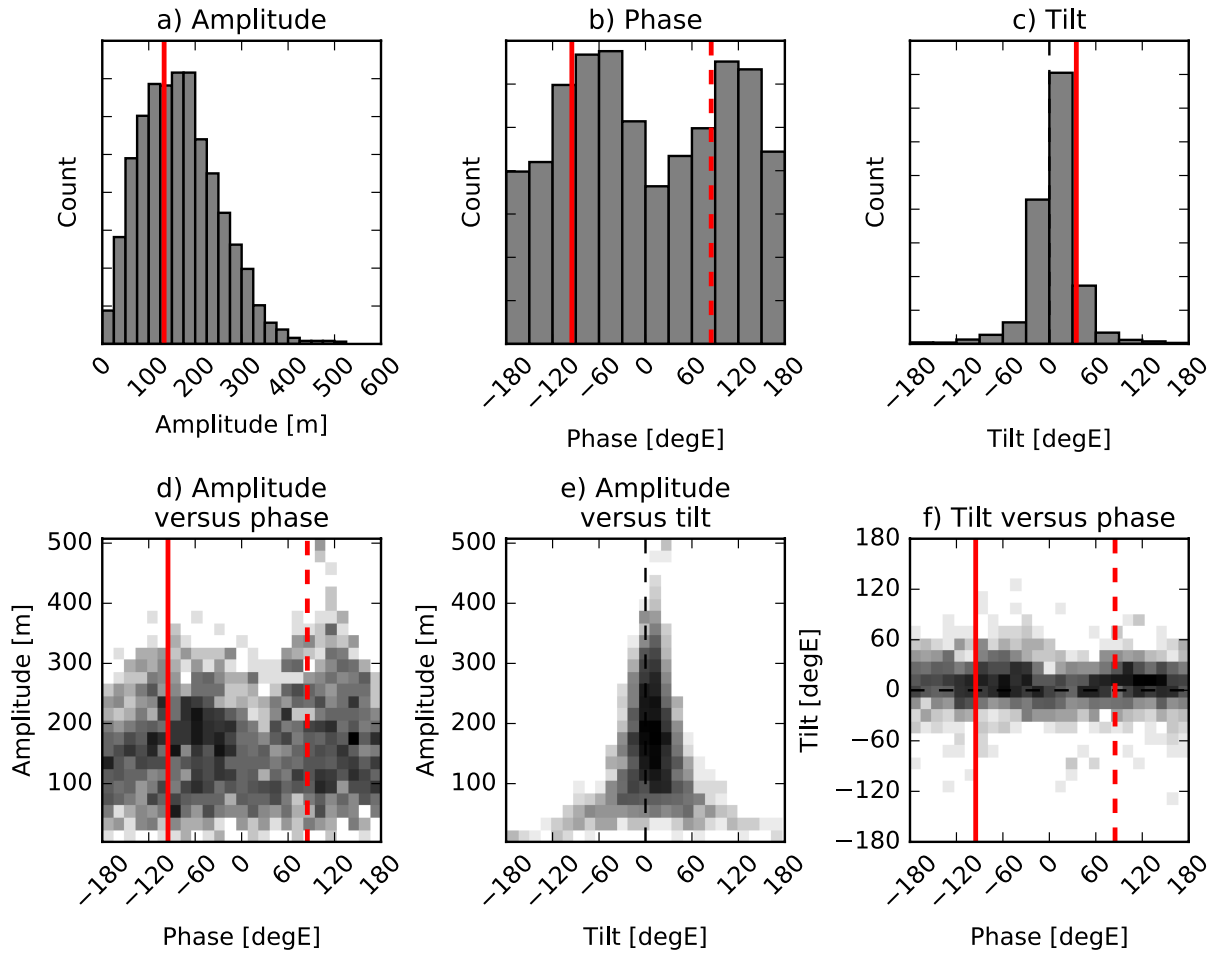 a) Amplitude
Count
0 100 200 300 400 500 600
Amplitude [m]
b) Phase
Count
−180 −120 −60 0 60 120 180
Phase [degE]
c) Tilt
Count
−180 −120 −60 0 60 120 180
Tilt [degE]
d) Amplitude
versus phase
Amplitude [m]
500
400
300
200
100
−180 −120 −60 0 60 120 180
Phase [degE]
e) Amplitude
versus tilt
Amplitude [m]
500
400
300
200
100
−180 −120 −60 0 60 120 180
Tilt [degE]
f) Tilt versus phase
Tilt [degE]
180
120
60
0
−60
−120
−180
−180 −120 −60 0 60 120 180
Phase [degE]